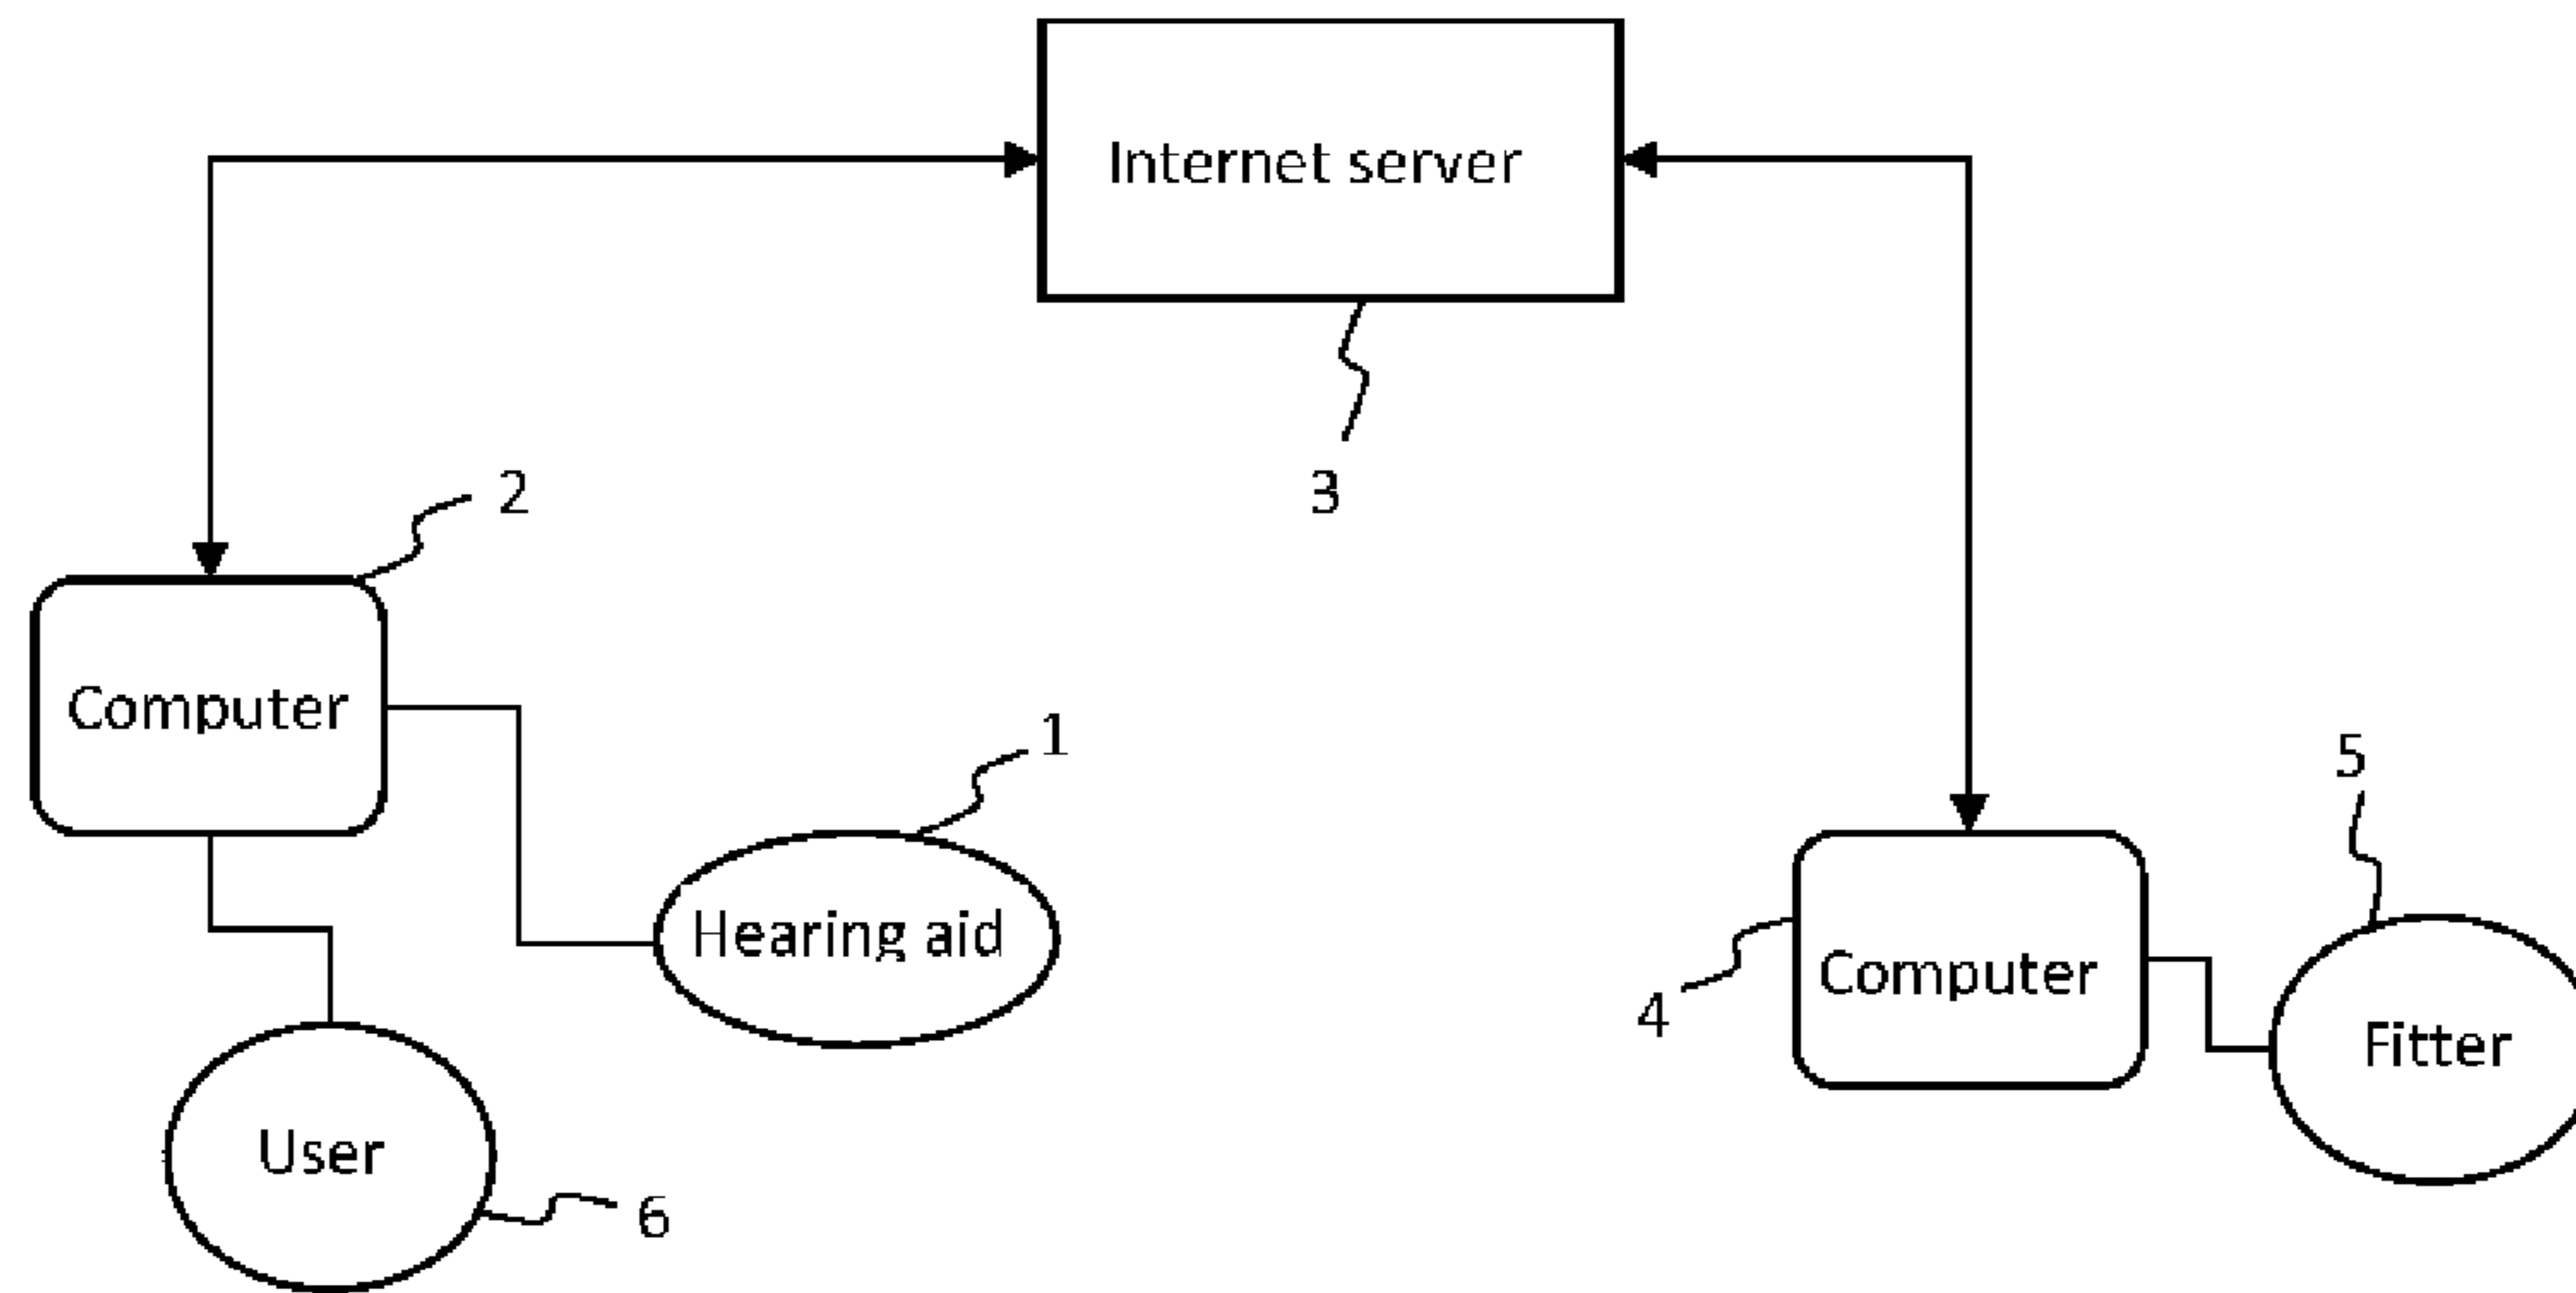 Internet server
3
2
Computer
1
Hearing aid
User
6
5
4
Computer
Fitter